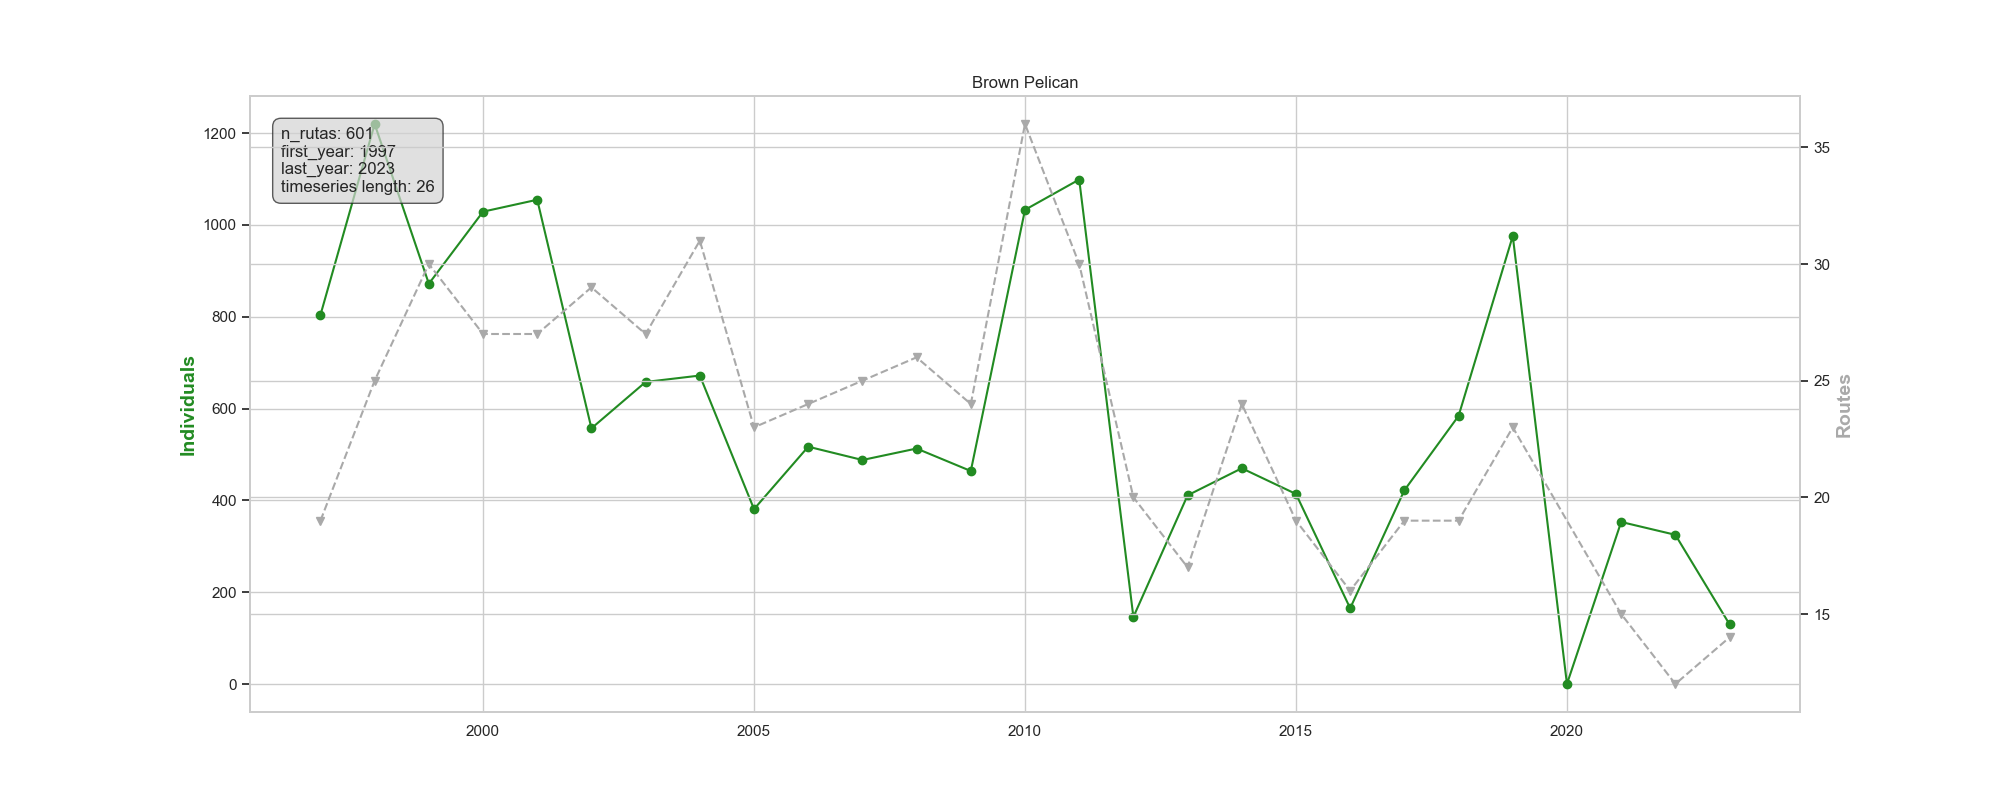 Brown Pelican
n_rutas: 601
first_year: 1997
last_year: 2023
timeseries length: 26
1200
1000
800
600
400
200
0
Individuals
35
30
25
20
15
Routes
2000
2005
2010
2015
2020